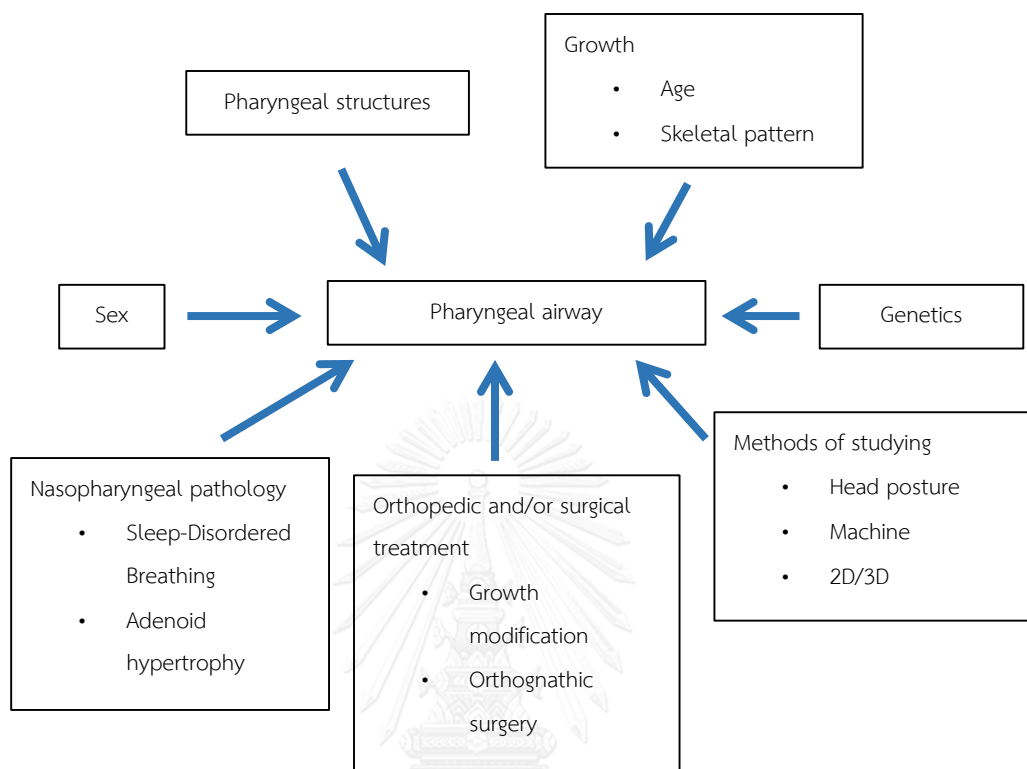 Growth
• Age
• Skeletal pattern
Pharyngeal structures
Sex
Pharyngeal airway
Genetics
Nasopharyngeal pathology
• Sleep-Disordered
Breathing
• Adenoid
hypertrophy
Orthopedic and/or surgical
treatment
• Growth
modification
• Orthognathic
surgery
Methods of studying
• Head posture
• Machine
• 2D/3D